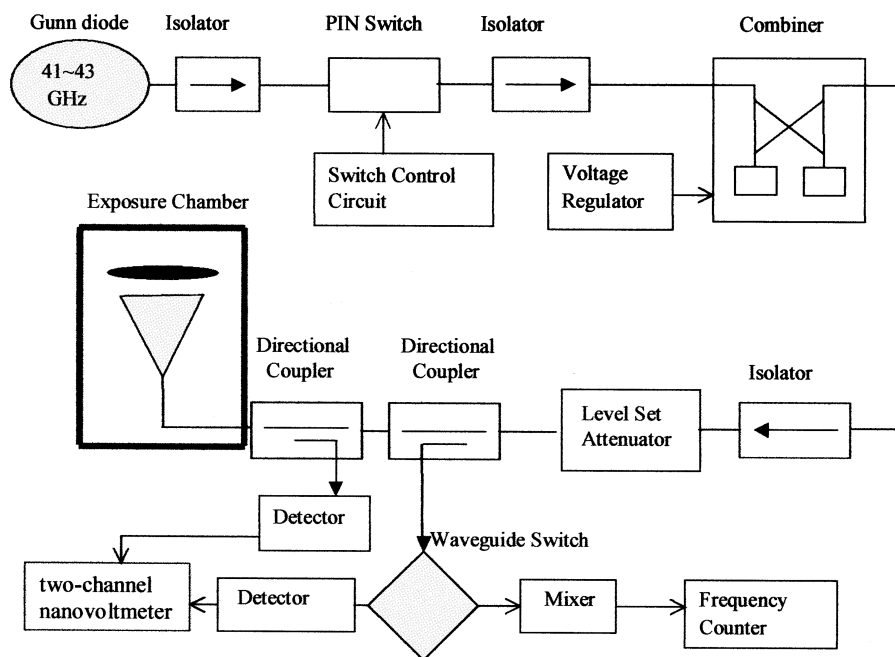 Gunn diode
Isolator
PIN Switch
Isolator
Combiner
41~43
GHz
Switch Control
Circuit
Voltage
Regulator
Exposure Chamber
Directional
Coupler
Directional
Coupler
Level Set
Attenuator
Isolator
Detector
Waveguide Switch
two-channel
nanovoltmeter
Detector
Mixer
Frequency
Counter